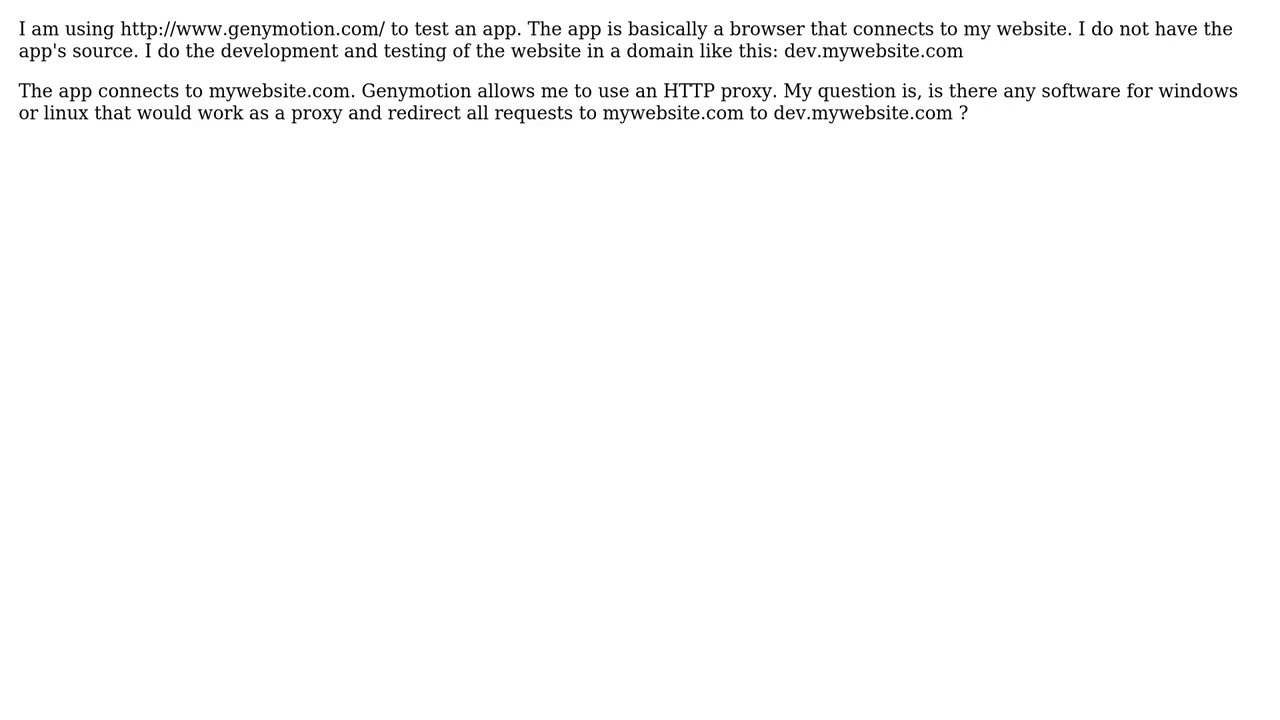 I am using http://www.genymotion.com/ to test an app. The app is basically a browser that connects to my website. I do not have the
app's source. I do the development and testing of the website in a domain like this: dev.mywebsite.com
The app connects to mywebsite.com. Genymotion allows me to use an HTTP proxy. My question is, is there any software for windows
or linux that would work as a proxy and redirect all requests to mywebsite.com to dev.mywebsite.com ?